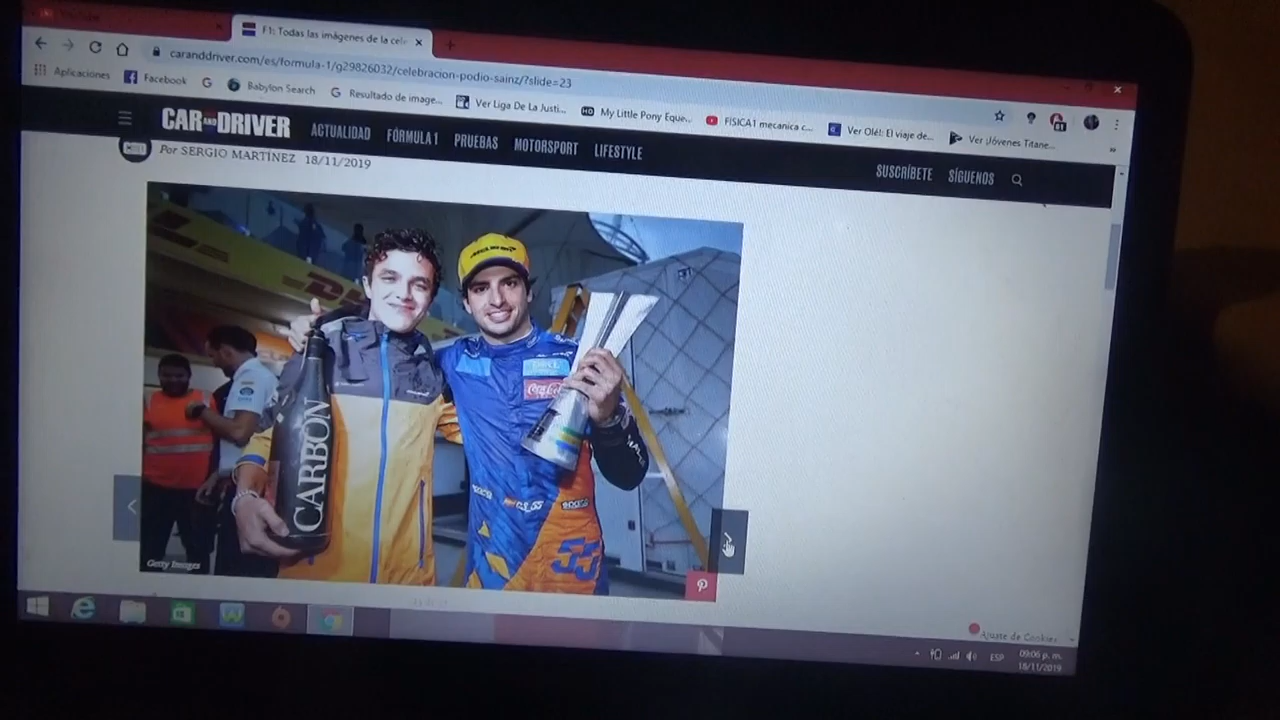 YouTube
F1: Todas las imágenes de la cele
caranddriver.com/es/formula-1/g29826032/celebracion-podio-sainz/?slide=23
Aplicaciones Facebook Babylon Search Resultado de image... Ver Liga De La Justi... My Little Pony Eque... FISICA1 mecanica c... Ver Olé!: El viaje de... Ver ¡Jóvenes Titane...
CAR AND DRIVER ACTUALIDAD FÓRMULA 1 PRUEBAS MOTORSPORT LIFESTYLE SUSCRÍBETE SÍGUENOS
Por SERGIO MARTÍNEZ 18/11/2019
DHL
CARBON
Coca-Cola
55
Getty Images
Ajuste de Cookies
ESP
09:06 p. m.
18/11/2019